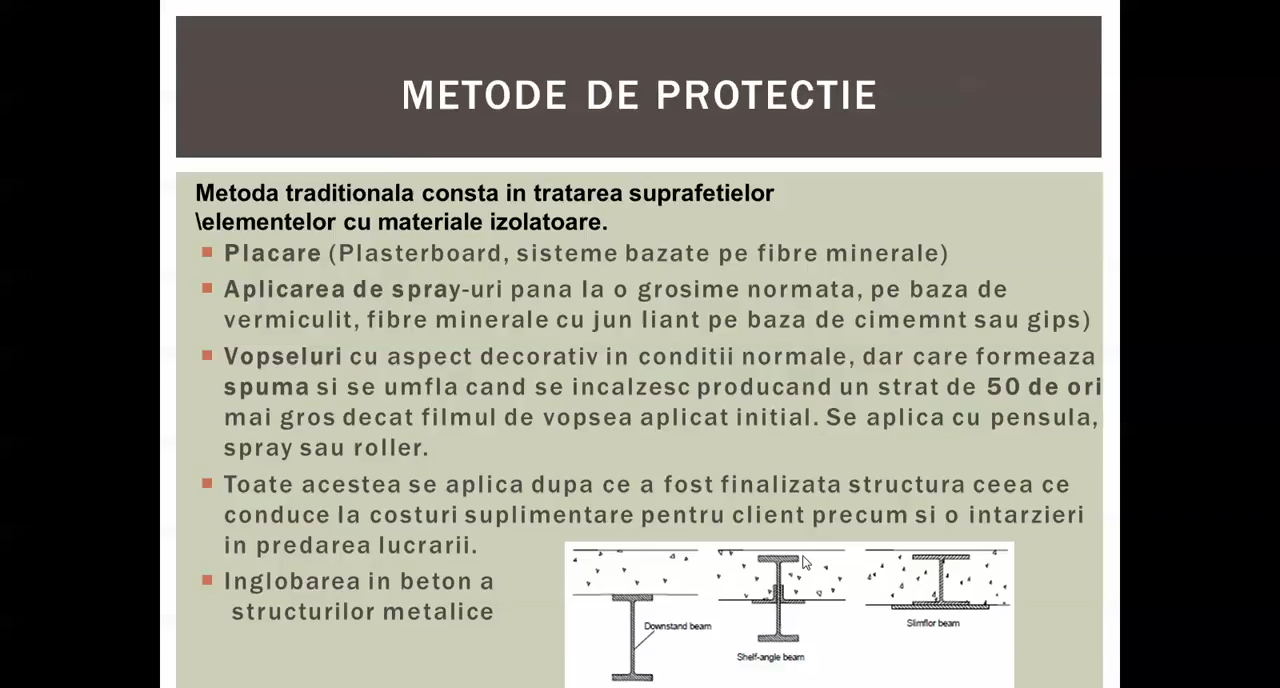 METODE DE PROTECTIE
Metoda traditionala consta in tratarea suprafetielor
\elementelor cu materiale izolatoare.
Placare (Plasterboard, sisteme bazate pe fibre minerale)
Aplicarea de spray-uri pana la o grosime normata, pe baza de
vermiculit, fibre minerale cu jun liant pe baza de cimemnt sau gips)
Vopseluri cu aspect decorativ in conditii normale, dar care formeaza
spuma si se umfla cand se incalzesc producand un strat de 50 de ori
mai gros decat filmul de vopsea aplicat initial. Se aplica cu pensula,
spray sau roller.
Toate acestea se aplica dupa ce a fost finalizata structura ceea ce
conduce la costuri suplimentare pentru client precum si o intarzieri
in predarea lucrarii.
Inglobarea in beton a
structurilor metalice
Downstand beam
Shelf-angle beam
Slimflor beam